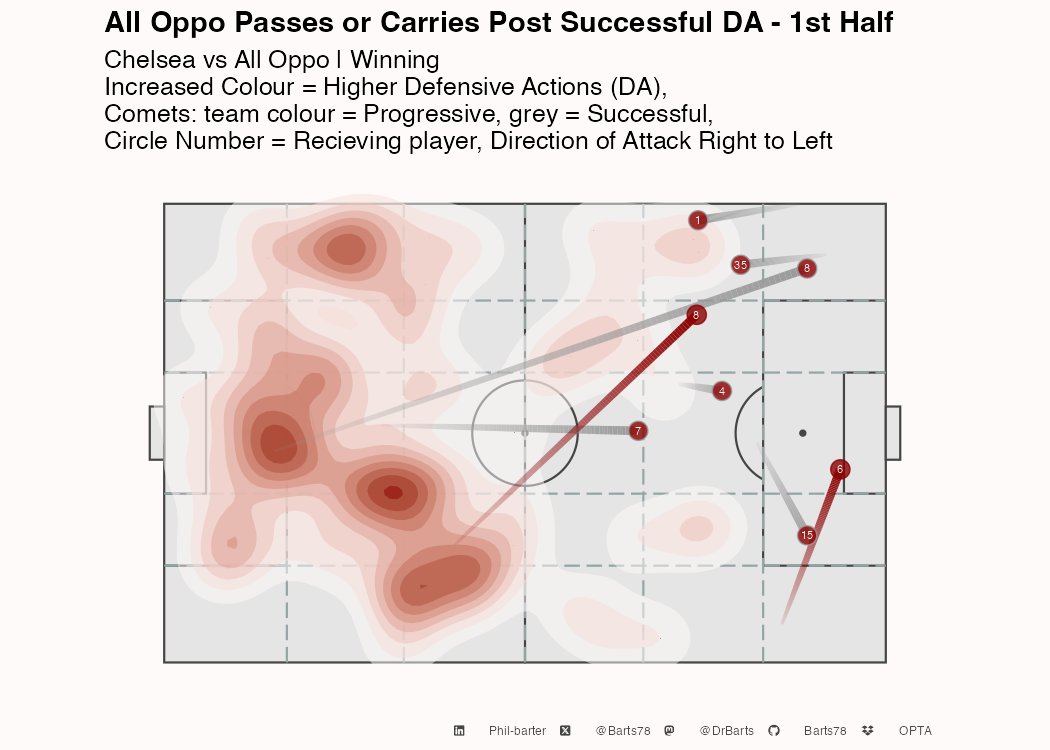 All Oppo Passes or Carries Post Successful DA - 1st Half
Chelsea vs All Oppo | Winning
Increased Colour = Higher Defensive Actions (DA),
Comets: team colour = Progressive, grey = Successful,
Circle Number = Recieving player, Direction of Attack Right to Left
1
35
8
8
4
7
6
15
Phil-barter @Barts78 @DrBarts Barts78 OPTA